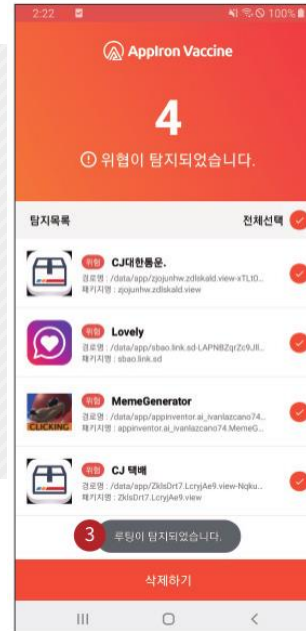 2:22
100%
AppIron Vaccine
4
위협이 탐지되었습니다.
탐지목록
전체선택
위험 CJ대한통운.
경로명 : /data/app/zjojunhw.zdlskald.view-xTLt0...
패키지명 : zjojunhw.zdlskald.view
위험 Lovely
경로명 : /data/app/sbao.link.sd-LAPN8ZqrZc9JIl...
패키지명 : sbao.link.sd
CLICKING
위험 MemeGenerator
경로명 : /data/app/appinventor.ai_ivanlazcano74...
패키지명 : appinventor.ai_ivanlazcano74.MemeG...
위험 CJ 택배
경로명 : /data/app/ZklsDrt7.LcryjAe9.view-Nqku...
패키지명 : ZklsDrt7.LcryjAe9.view
3 루팅이 탐지되었습니다.
삭제하기